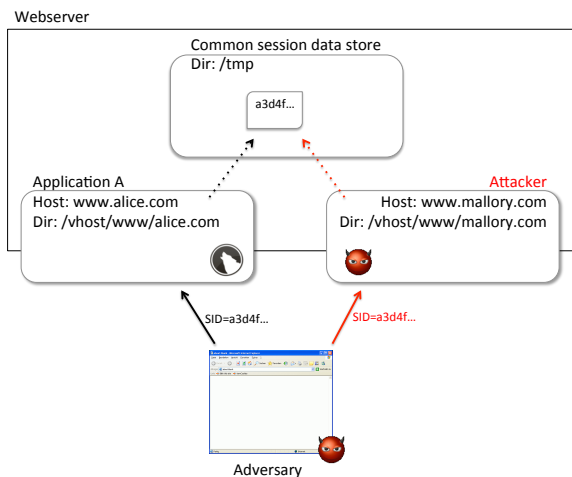 Webserver
Common session data store
Dir: /tmp
a3d4f...
Application A
Host: www.alice.com
Dir: /vhost/www/alice.com
Attacker
Host: www.mallory.com
Dir: /vhost/www/mallory.com
SID=a3d4f...
SID=a3d4f...
Adversary